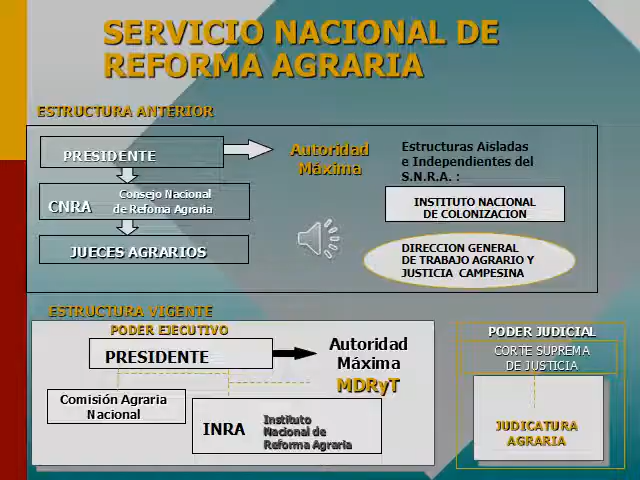 SERVICIO NACIONAL DE
REFORMA AGRARIA
ESTRUCTURA ANTERIOR
PRESIDENTE
Autoridad
Máxima
Estructuras Aisladas
e Independientes del
S.N.R.A. :
CNRA
Consejo Nacional
de Refoma Agraria
INSTITUTO NACIONAL
DE COLONIZACION
JUECES AGRARIOS
DIRECCION GENERAL
DE TRABAJO AGRARIO Y
JUSTICIA CAMPESINA
ESTRUCTURA VIGENTE
PODER EJECUTIVO
PRESIDENTE
Autoridad
Máxima
MDRyT
Comisión Agraria
Nacional
INRA
Instituto
Nacional de
Reforma Agraria
PODER JUDICIAL
CORTE SUPREMA
DE JUSTICIA
JUDICATURA
AGRARIA